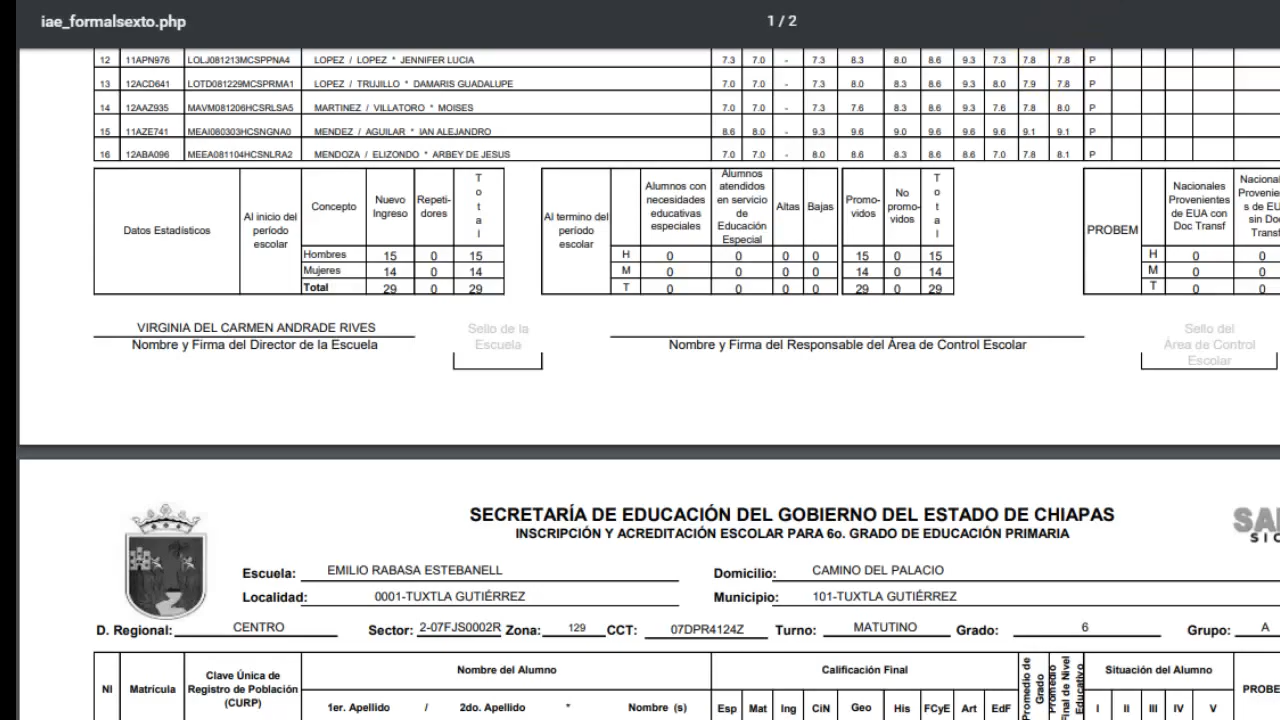 iae_formalsexto.php
1 / 2
12 11APN976 LOLJ081213MCSPPNA4 LOPEZ / LOPEZ * JENNIFER LUCIA 7.3 7.0 - 7.3 8.3 8.0 8.6 9.3 7.3 7.8 7.8 P
13 12ACD641 LOTD081229MCSPRMA1 LOPEZ / TRUJILLO * DAMARIS GUADALUPE 7.0 7.0 - 7.3 8.0 8.3 8.6 9.3 8.0 7.9 7.8 P
14 12AAZ935 MAVM081206HCSRLSA5 MARTINEZ / VILLATORO * MOISES 7.0 7.0 - 7.3 7.6 8.3 8.6 9.3 7.6 7.8 8.0 P
15 11AZE741 MEAI080303HCSNGNA0 MENDEZ / AGUILAR * IAN ALEJANDRO 8.6 8.0 - 9.3 9.6 9.0 9.6 9.6 9.6 9.1 9.1 P
16 12ABA096 MEEA081104HCSNLRA2 MENDOZA / ELIZONDO * ARBEY DE JESUS 7.0 7.0 - 8.0 8.6 8.3 8.6 8.6 7.0 7.8 8.1 P
Datos Estadísticos
Al inicio del
período
escolar
Concepto
Nuevo
Ingreso
Repeti-
dores
Total
Hombres 15 0 15
Mujeres 14 0 14
Total 29 0 29
Al termino del
período
escolar
Alumnos con
necesidades
educativas
especiales
Alumnos
atendidos
en servicio
de
Educación
Especial
Altas
Bajas
Promo-
vidos
No
promo-
vidos
Total
H 0 0 0 0 15 0 15
M 0 0 0 0 14 0 14
T 0 0 0 0 29 0 29
PROBEM
Nacionales
Provenientes
de EUA con
Doc Transf
Nacional
Provenie
s de EU
sin Do
Transf
H 0 0
M 0 0
T 0 0
VIRGINIA DEL CARMEN ANDRADE RIVES
Nombre y Firma del Director de la Escuela
Sello de la
Escuela
Nombre y Firma del Responsable del Área de Control Escolar
Sello del
Área de Control
Escolar
SECRETARÍA DE EDUCACIÓN DEL GOBIERNO DEL ESTADO DE CHIAPAS
INSCRIPCIÓN Y ACREDITACIÓN ESCOLAR PARA 6o. GRADO DE EDUCACIÓN PRIMARIA
Escuela: EMILIO RABASA ESTEBANELL Domicilio: CAMINO DEL PALACIO
Localidad: 0001-TUXTLA GUTIÉRREZ Municipio: 101-TUXTLA GUTIÉRREZ
D. Regional: CENTRO Sector: 2-07FJS0002R Zona: 129 CCT: 07DPR4124Z Turno: MATUTINO Grado: 6 Grupo: A
NI Matrícula
Clave Única de
Registro de Población
(CURP)
Nombre del Alumno
1er. Apellido / 2do. Apellido * Nombre (s)
Calificación Final
Esp Mat Ing CiN Geo His FCyE Art EdF
Promedio de
Grado
Promedio
Final de Nivel
Educativo
Situación del Alumno
I II III IV V
PROBE